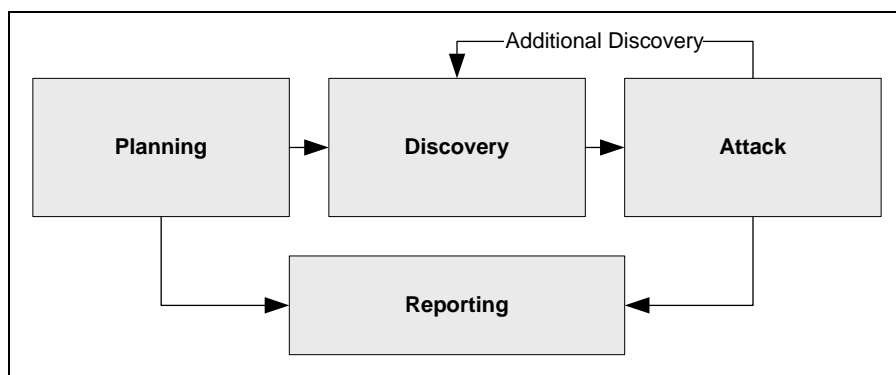 Additional Discovery
Planning
Discovery
Attack
Reporting